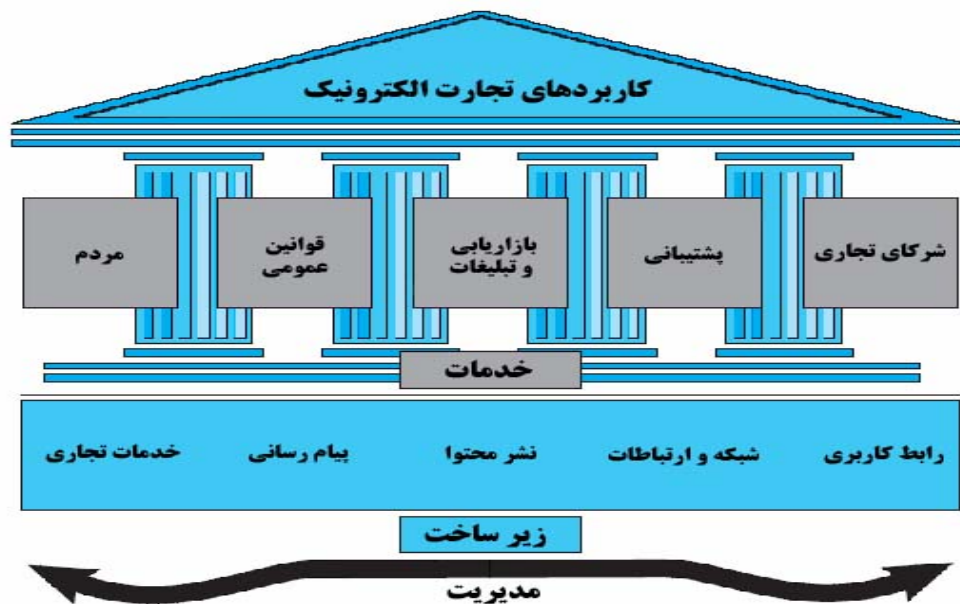 کاربردهای تجارت الکترونیک
شرکای تجاری
پشتیبانی
بازاریابی
و تبلیغات
قوانین
عمومی
مردم
خدمات
رابط کاربری
شبکه و ارتباطات
نشر محتوا
پیام رسانی
خدمات تجاری
زیر ساخت
مدیریت